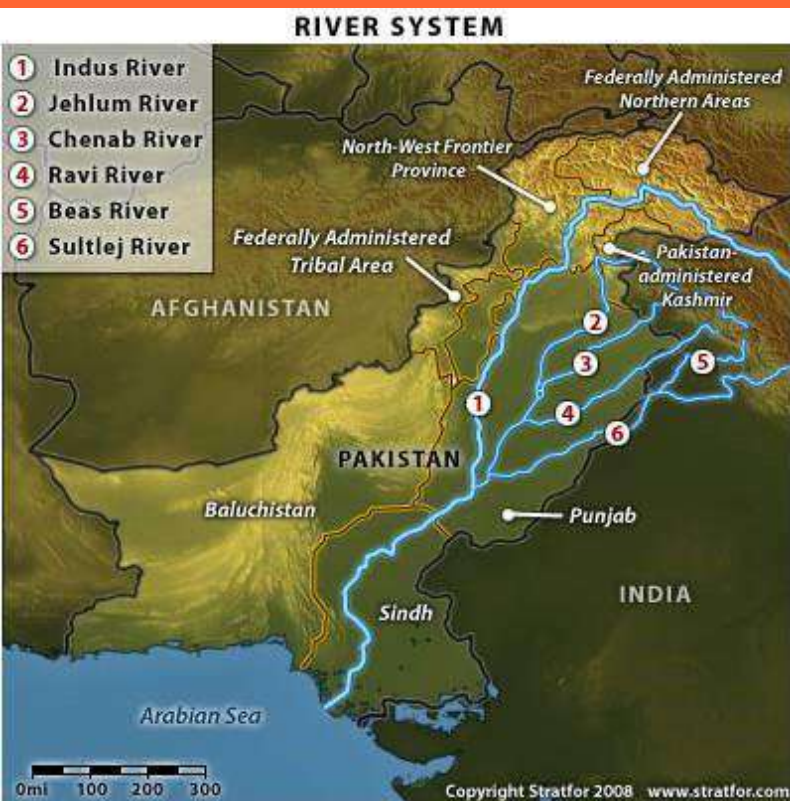 RIVER SYSTEM
1 Indus River
2 Jehlum River
3 Chenab River
4 Ravi River
5 Beas River
6 Sultlej River
Federally Administered
Northern Areas
North-West Frontier
Province
Federally Administered
Tribal Area
Pakistan-
administered
Kashmir
AFGHANISTAN
2
3
5
1
4
6
PAKISTAN
Baluchistan
Punjab
INDIA
Sindh
Arabian Sea
0mi 100 200 300
Copyright Stratfor 2008 www.stratfor.com